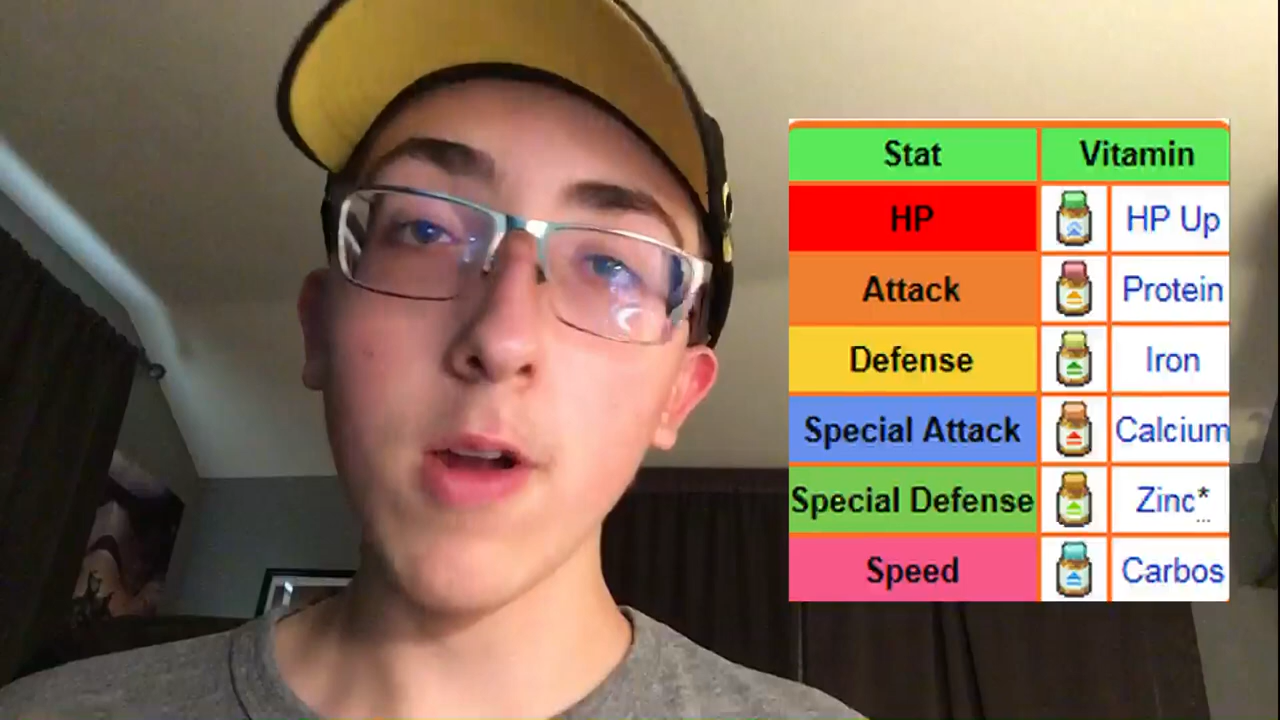 Stat Vitamin
HP HP Up
Attack Protein
Defense Iron
Special Attack Calcium
Special Defense Zinc*
Speed Carbos